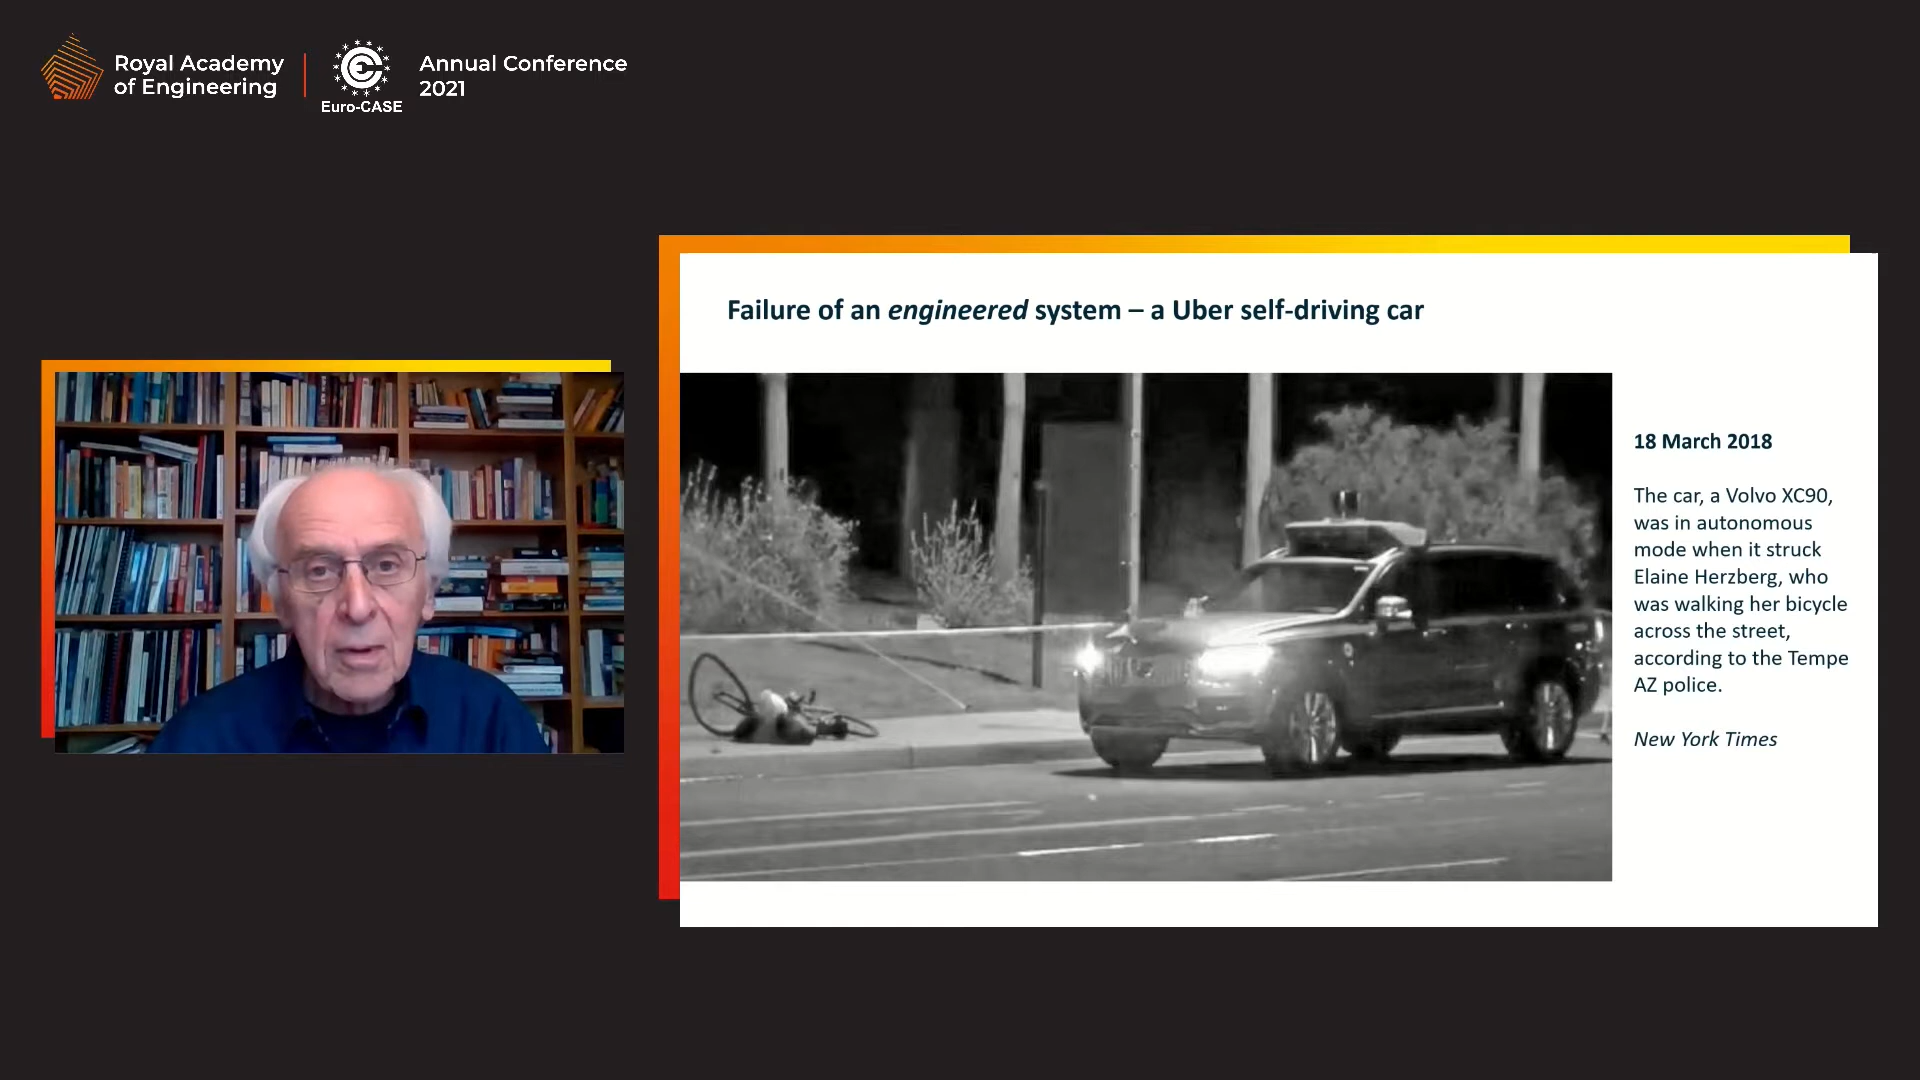 Royal Academy
of Engineering
Euro-CASE
Annual Conference
2021
Failure of an engineered system – a Uber self-driving car
18 March 2018
The car, a Volvo XC90,
was in autonomous
mode when it struck
Elaine Herzberg, who
was walking her bicycle
across the street,
according to the Tempe
AZ police.
New York Times